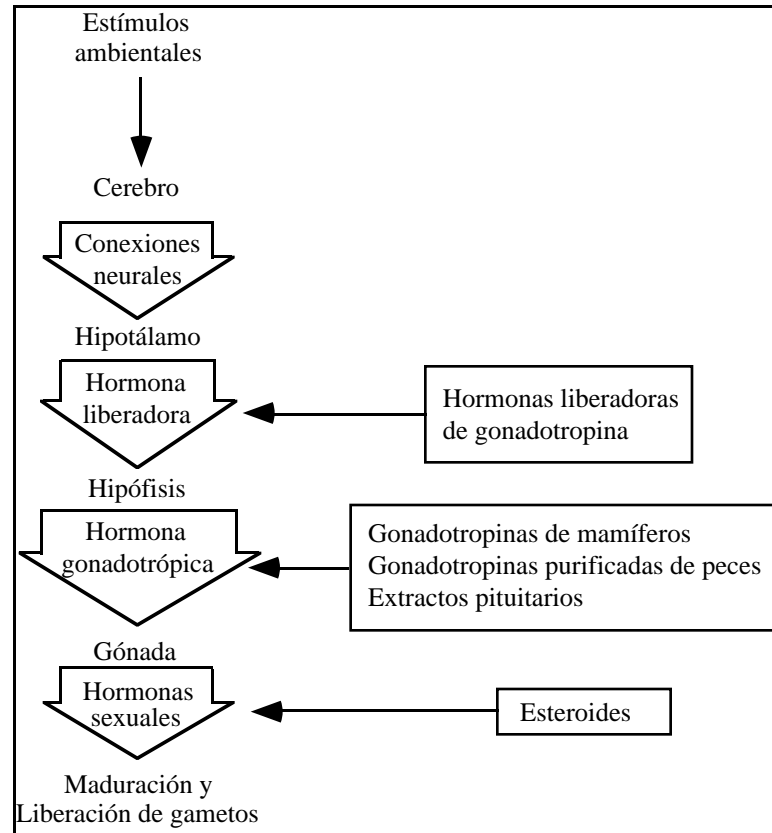 Estímulos
ambientales
Cerebro
Conexiones
neurales
Hipotálamo
Hormona
liberadora
Hormonas liberadoras
de gonadotropina
Hipófisis
Hormona
gonadotrópica
Gonadotropinas de mamíferos
Gonadotropinas purificadas de peces
Extractos pituitarios
Gónada
Hormonas
sexuales
Esteroides
Maduración y
Liberación de gametos